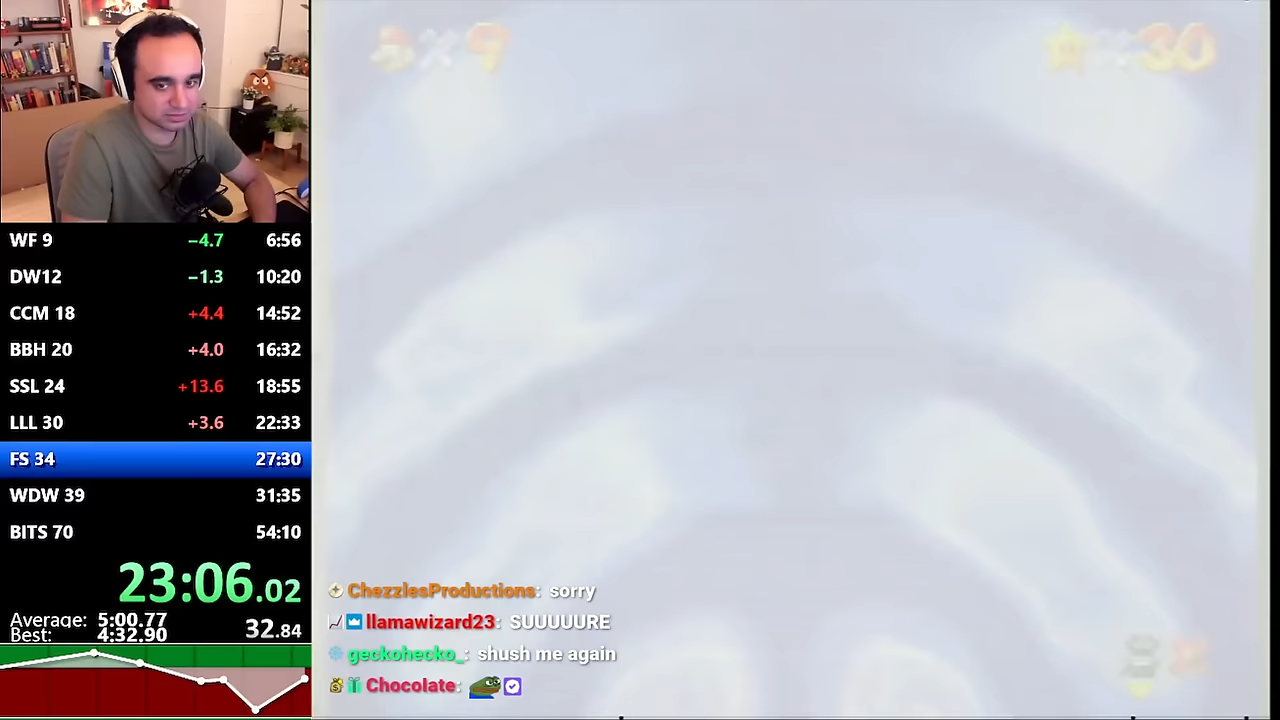 × 9
× 30
WF 9 −4.7 6:56
DW12 −1.3 10:20
CCM 18 +4.4 14:52
BBH 20 +4.0 16:32
SSL 24 +13.6 18:55
LLL 30 +3.6 22:33
FS 34 27:30
WDW 39 31:35
BITS 70 54:10
23:06.02
Average: 5:00.77
Best: 4:32.90
32.84
ChezzlesProductions: sorry
llamawizard23: SUUUUURE
geckohecko_: shush me again
Chocolate: